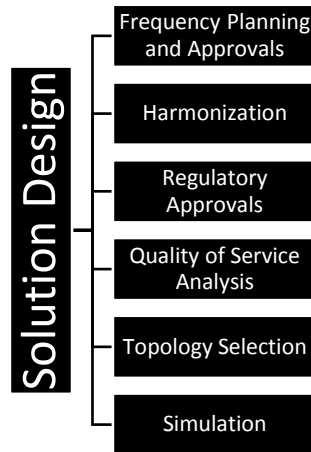 Solution Design
Frequency Planning
and Approvals
Harmonization
Regulatory
Approvals
Quality of Service
Analysis
Topology Selection
Simulation